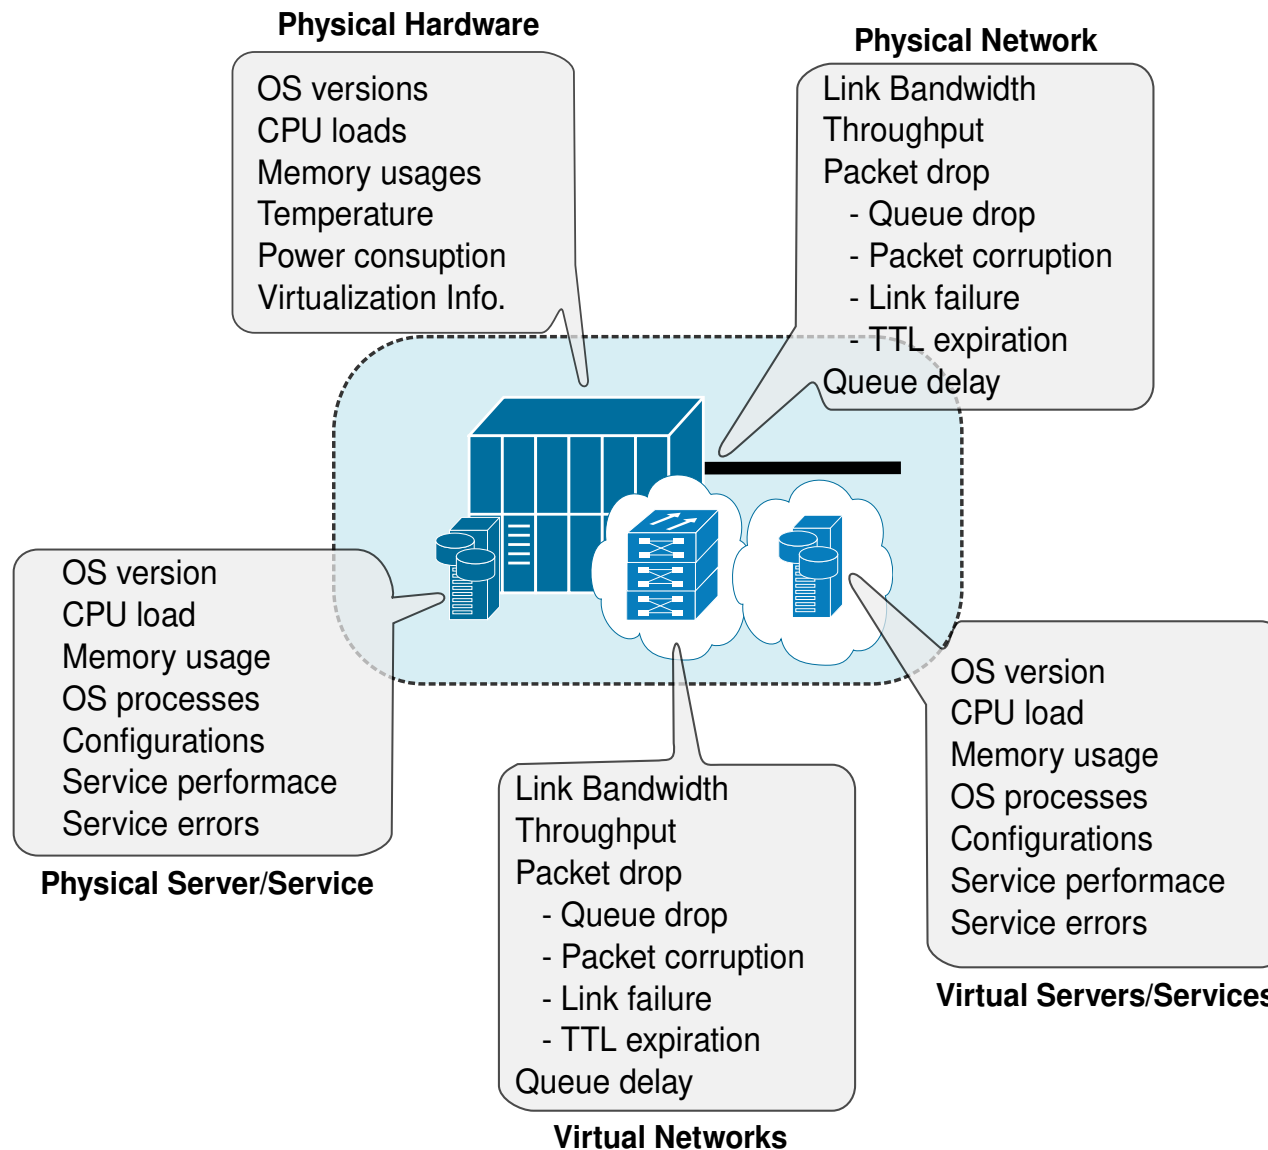 Physical Hardware
OS versions
CPU loads
Memory usages
Temperature
Power consuption
Virtualization Info.
Physical Network
Link Bandwidth
Throughput
Packet drop
- Queue drop
- Packet corruption
- Link failure
- TTL expiration
Queue delay
OS version
CPU load
Memory usage
OS processes
Configurations
Service performace
Service errors
Physical Server/Service
Link Bandwidth
Throughput
Packet drop
- Queue drop
- Packet corruption
- Link failure
- TTL expiration
Queue delay
Virtual Networks
OS version
CPU load
Memory usage
OS processes
Configurations
Service performace
Service errors
Virtual Servers/Services